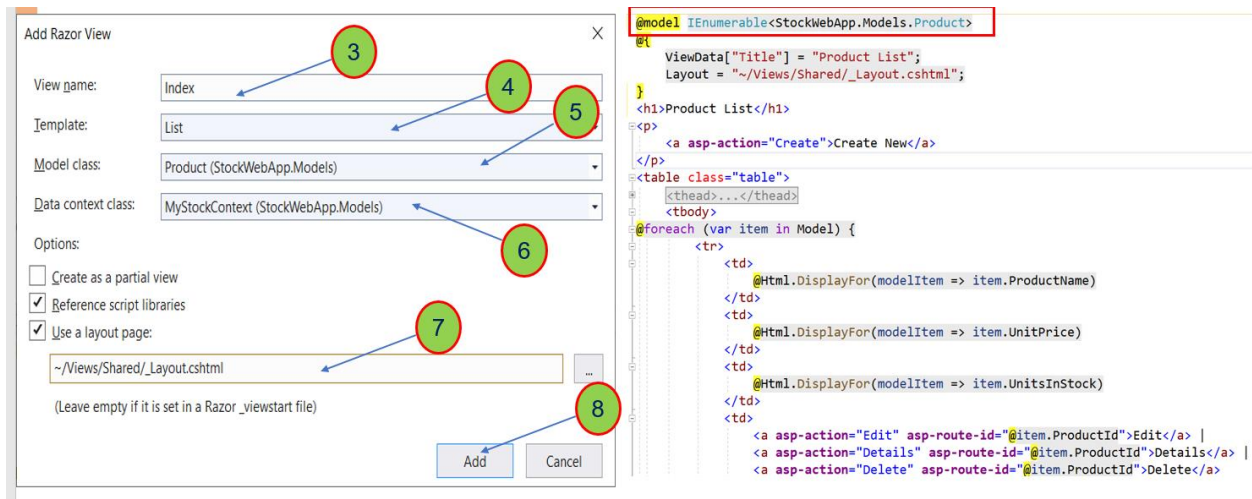 Add Razor View
X
3
View name:
Index
4
Template:
List
5
Model class:
Product (StockWebApp.Models)
Data context class:
MyStockContext (StockWebApp.Models)
6
Options:
Create as a partial view
Reference script libraries
Use a layout page:
7
~/Views/Shared/_Layout.cshtml
...
(Leave empty if it is set in a Razor _viewstart file)
8
Add
Cancel
@model IEnumerable<StockWebApp.Models.Product>
@{
ViewData["Title"] = "Product List";
Layout = "~/Views/Shared/_Layout.cshtml";
}
<h1>Product List</h1>
<p>
<a asp-action="Create">Create New</a>
</p>
<table class="table">
<thead>...</thead>
<tbody>
@foreach (var item in Model) {
<tr>
<td>
@Html.DisplayFor(modelItem => item.ProductName)
</td>
<td>
@Html.DisplayFor(modelItem => item.UnitPrice)
</td>
<td>
@Html.DisplayFor(modelItem => item.UnitsInStock)
</td>
<td>
<a asp-action="Edit" asp-route-id="@item.ProductId">Edit</a> |
<a asp-action="Details" asp-route-id="@item.ProductId">Details</a> |
<a asp-action="Delete" asp-route-id="@item.ProductId">Delete</a>